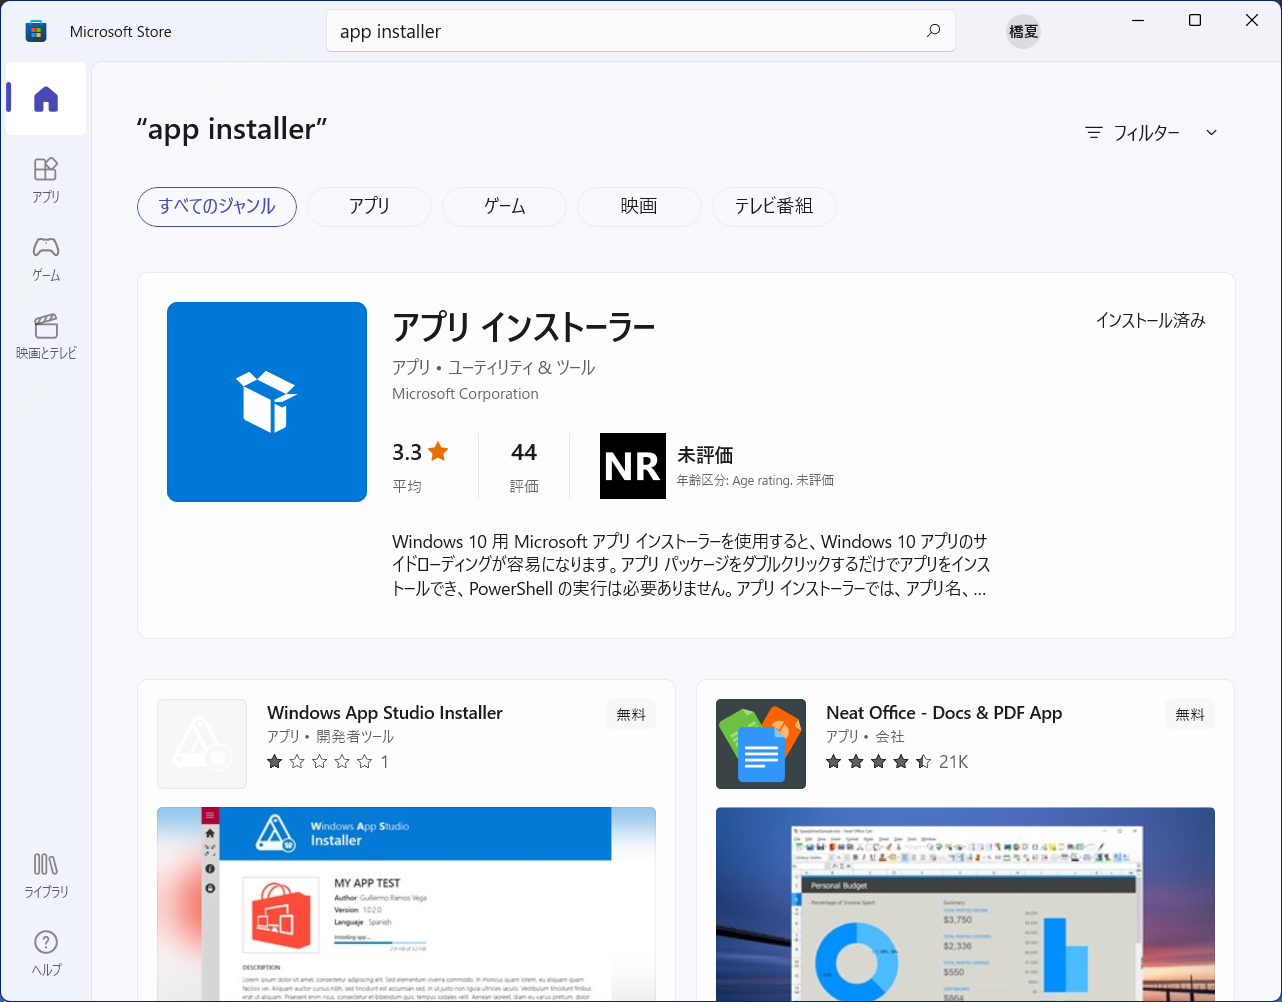 Microsoft Store
app installer
橋夏
アプリ
ゲーム
映画とテレビ
ライブラリ
ヘルプ
“app installer”
フィルター
すべてのジャンル
アプリ
ゲーム
映画
テレビ番組
アプリ インストーラー
インストール済み
アプリ • ユーティリティ & ツール
Microsoft Corporation
3.3
平均
44
評価
NR
未評価
年齢区分: Age rating. 未評価
Windows 10 用 Microsoft アプリ インストーラーを使用すると、Windows 10 アプリのサ
イドローディングが容易になります。アプリ パッケージをダブルクリックするだけでアプリをインス
トールでき、PowerShell の実行は必要ありません。アプリ インストーラーでは、アプリ名、...
Windows App Studio Installer
無料
アプリ • 開発者ツール
1
Windows App Studio
Installer
MY APP TEST
Author: Guillermo Ramos Vega
Version: 1.0.2.0
Language: Spanish
Installing app ...
DESCRIPTION
Neat Office - Docs & PDF App
無料
アプリ • 会社
21K
Personal Budget
Percentage of Income Spent
Summary
$3,750
$2,336
$550
$864